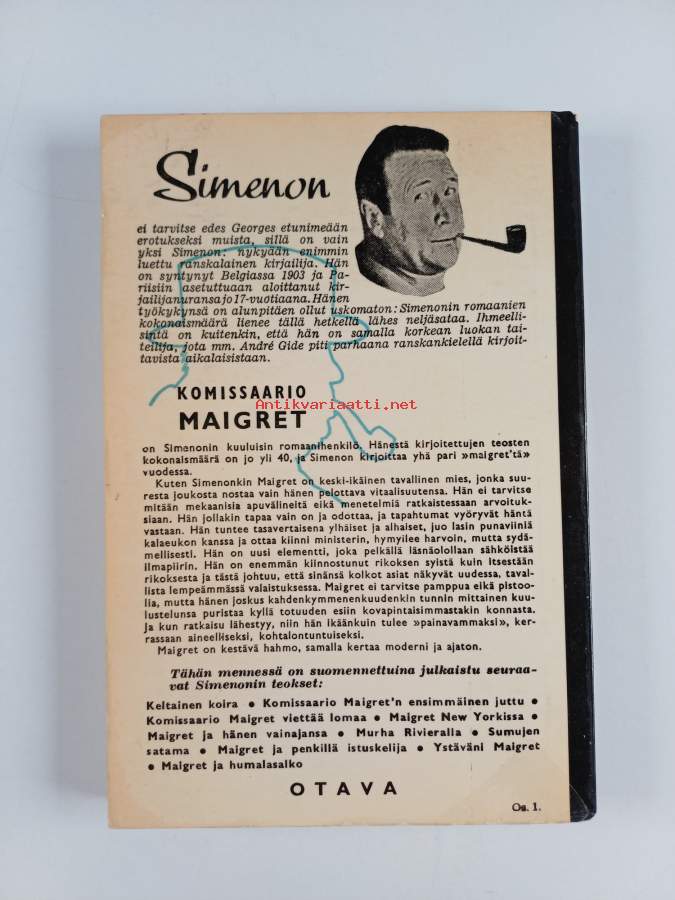 Simenon
ei tarvitse edes Georges etunimeään
erotukseksi muista, sillä on vain
yksi Simenon: nykyään enimmin
luettu ranskalainen kirjailija. Hän
on syntynyt Belgiassa 1903 ja Pa-
riisiin asetuttuaan aloittanut kir-
jailijanuransa jo 17-vuotiaana. Hänen
työkykynsä on alunpitäen ollut uskomaton: Simenonin romaanien
kokonaismäärä lienee tällä hetkellä lähes neljäsataa. Ihmeelli-
sintä on kuitenkin, että hän on samalla korkean luokan tai-
teilija, jota mm. André Gide piti parhaana ranskankielellä kirjoit-
tavista aikalaisistaan.
KOMISSAARIO
Antikvariaatti.net
MAIGRET
on Simenonin kuuluisin romaanihenkilö. Hänestä kirjoitettujen teosten
kokonaismäärä on jo yli 40, ja Simenon kirjoittaa yhä pari »maigret'tä»
vuodessa.
Kuten Simenonkin Maigret on keski-ikäinen tavallinen mies, jonka suu-
resta joukosta nostaa vain hänen pelottava vitaalisuutensa. Hän ei tarvitse
mitään mekaanisia apuvälineitä eikä menetelmiä ratkaistessaan arvoituk-
siaan. Hän jollakin tapaa vain on ja odottaa, ja tapahtumat vyöryvät häntä
vastaan. Hän tuntee tasavertaisena ylhäiset ja alhaiset, juo lasin punaviiniä
kalaeukon kanssa ja ottaa kiinni ministerin, hymyilee harvoin, mutta sydä-
mellisesti. Hän on uusi elementti, joka pelkällä läsnäolollaan sähköistää
ilmapiirin. Hän on enemmän kiinnostunut rikoksen syistä kuin itsestään
rikoksesta ja tästä johtuu, että sinänsä kolkot asiat näkyvät uudessa, taval-
lista lempeämmässä valaistuksessa. Maigret ei tarvitse pamppua eikä pistoo-
lia, mutta hänen joskus kahdenkymmenenkuudenkin tunnin mittainen kuu-
lustelunsa puristaa kyllä totuuden esiin kovapintaisimmastakin konnasta.
Ja kun ratkaisu lähestyy, niin hän ikäänkuin tulee »painavammaksi», ker-
rassaan aineelliseksi, kohtalontuntuiseksi.
Maigret on kestävä hahmo, samalla kertaa moderni ja ajaton.
Tähän mennessä on suomennettuina julkaistu seuraa-
vat Simenonin teokset:
Keltainen koira ● Komissaario Maigret'n ensimmäinen juttu ●
Komissaario Maigret viettää lomaa ● Maigret New Yorkissa ●
Maigret ja hänen vainajansa ● Murha Rivieralla ● Sumujen
satama ● Maigret ja penkillä istuskelija ● Ystäväni Maigret
● Maigret ja humalasalko
OTAVA
Os. 1.